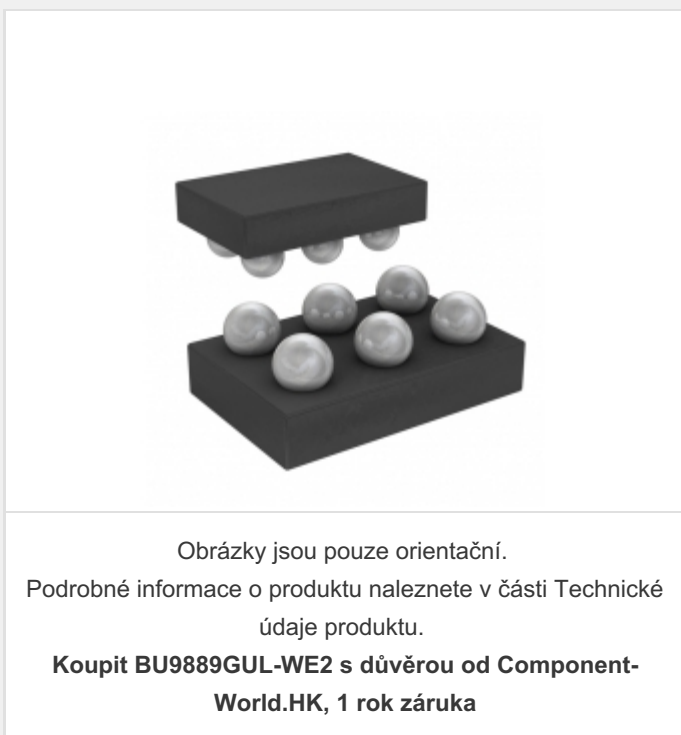 Obrázky jsou pouze orientační.
Podrobné informace o produktu naleznete v části Technické
údaje produktu.
Koupit BU9889GUL-WE2 s důvěrou od Component-
World.HK, 1 rok záruka